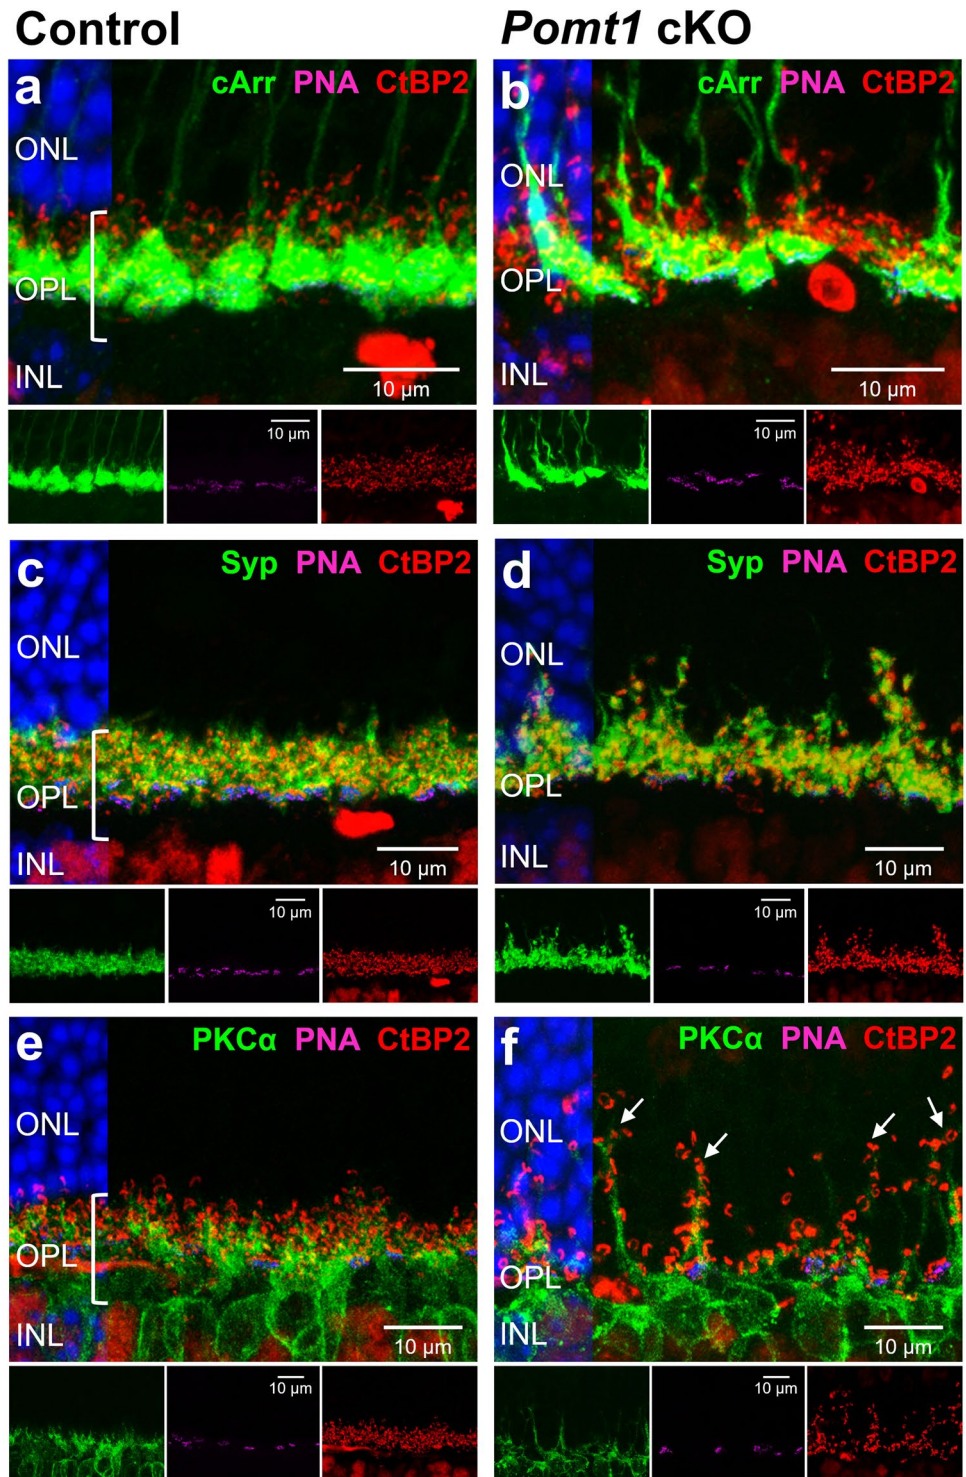 Control
Pomt1 cKO
a
cArr PNA CtBP2
ONL
OPL
INL
10 µm
10 µm
b
cArr PNA CtBP2
ONL
OPL
INL
10 µm
10 µm
c
Syp PNA CtBP2
ONL
OPL
INL
10 µm
10 µm
d
Syp PNA CtBP2
ONL
OPL
INL
10 µm
10 µm
e
PKCα PNA CtBP2
ONL
OPL
INL
10 µm
10 µm
f
PKCα PNA CtBP2
ONL
OPL
INL
10 µm
10 µm